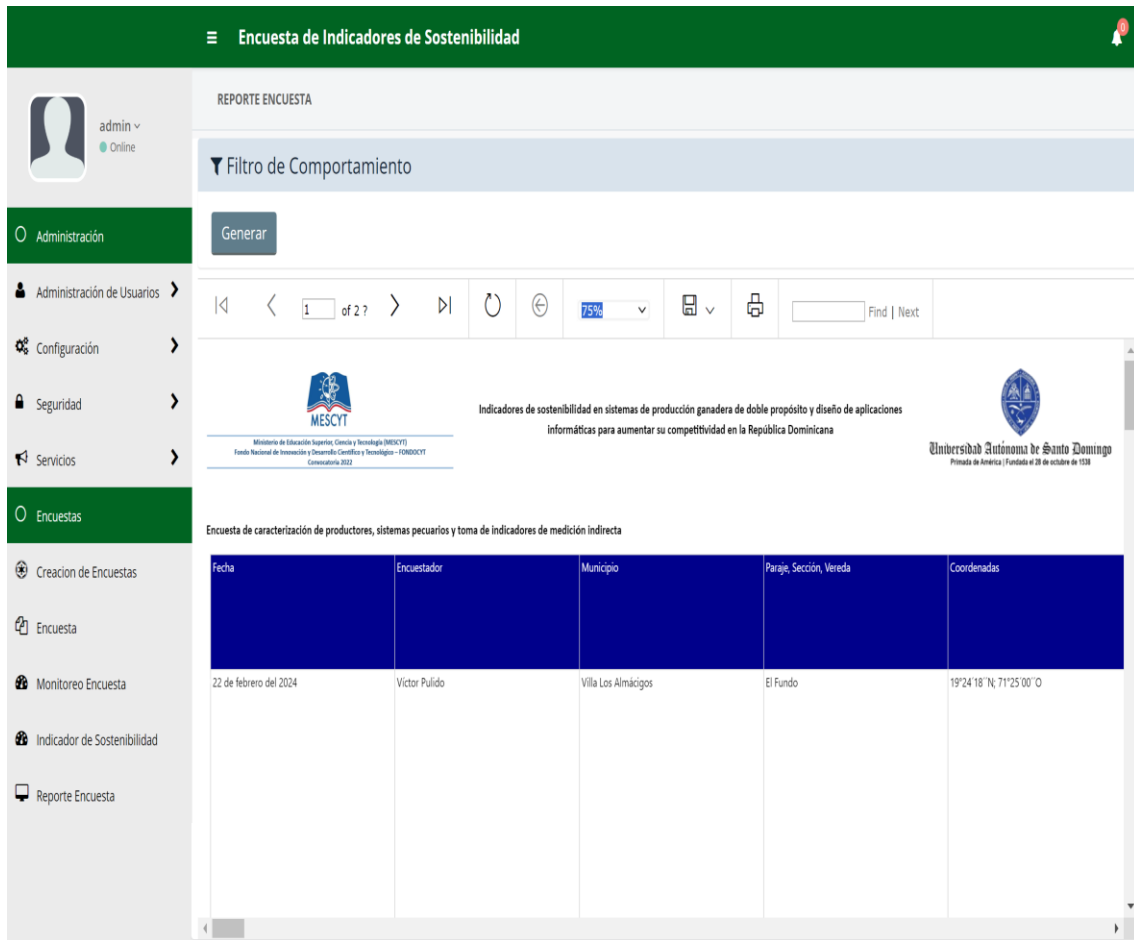 Encuesta de Indicadores de Sostenibilidad
0
admin
Online
REPORTE ENCUESTA
Filtro de Comportamiento
Generar
Administración
Administración de Usuarios
Configuración
Seguridad
Servicios
Encuestas
Creacion de Encuestas
Encuesta
Monitoreo Encuesta
Indicador de Sostenibilidad
Reporte Encuesta
1 of 2 ?
75%
Find | Next
MESCYT
Ministerio de Educación Superior, Ciencia y Tecnología (MESCYT)
Fondo Nacional de Innovación y Desarrollo Científico y Tecnológico – FONDOCYT
Convocatoria 2022
Indicadores de sostenibilidad en sistemas de producción ganadera de doble propósito y diseño de aplicaciones
informáticas para aumentar su competitividad en la República Dominicana
Universidad Autónoma de Santo Domingo
Primada de América | Fundada el 28 de octubre de 1538
Encuesta de caracterización de productores, sistemas pecuarios y toma de indicadores de medición indirecta
Fecha Encuestador Municipio Paraje, Sección, Vereda Coordenadas
22 de febrero del 2024 Víctor Pulido Villa Los Almácigos El Fundo 19°24´18´´N; 71°25´00´´O